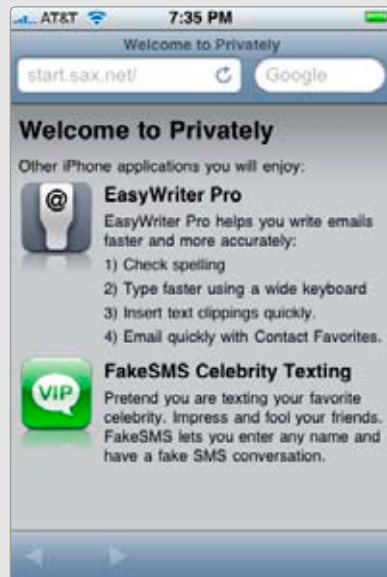 AT&T 7:35 PM
Welcome to Privately
start.sax.net/ Google
Welcome to Privately
Other iPhone applications you will enjoy:
@
EasyWriter Pro
EasyWriter Pro helps you write emails
faster and more accurately:
1) Check spelling
2) Type faster using a wide keyboard
3) Insert text clippings quickly.
4) Email quickly with Contact Favorites.
VIP
FakeSMS Celebrity Texting
Pretend you are texting your favorite
celebrity. Impress and fool your friends.
FakeSMS lets you enter any name and
have a fake SMS conversation.